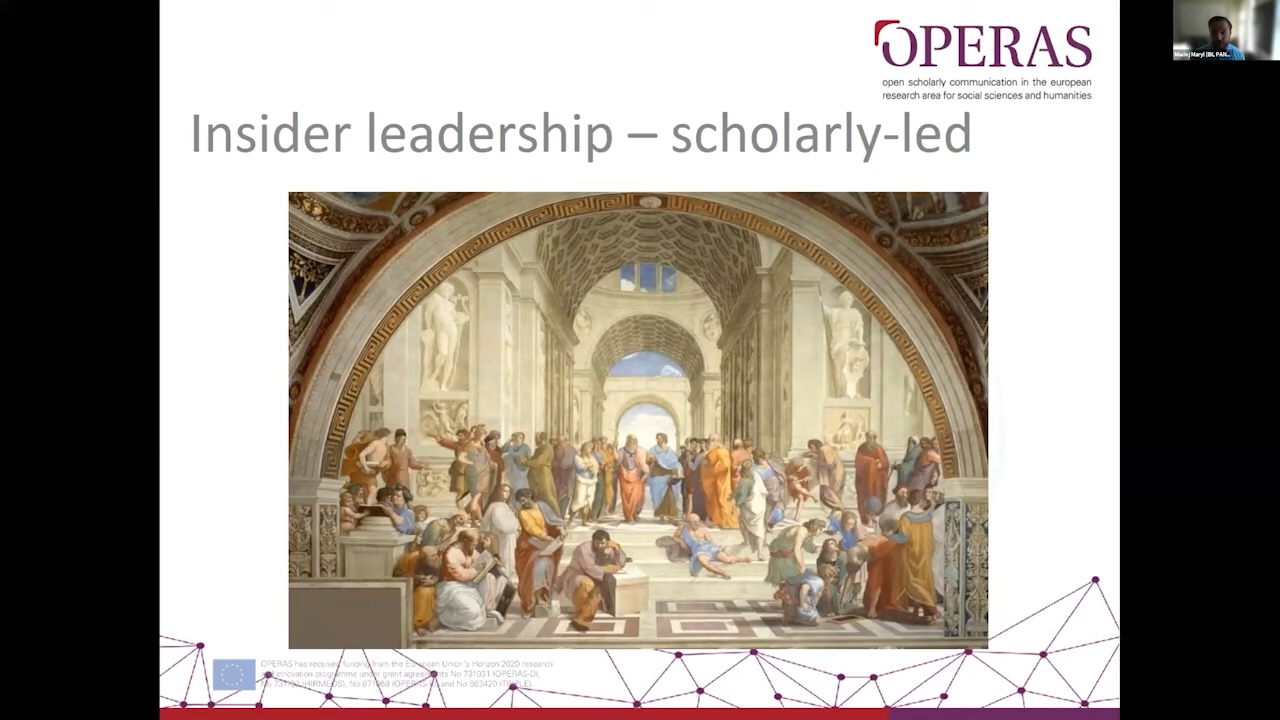 OPERAS
open scholarly communication in the european
research area for social sciences and humanities
Maciej Maryl (IBL PAN...
Insider leadership – scholarly-led
OPERAS has received funding from the European Union's Horizon 2020 research
and innovation programme under grant agreements No 731031 (OPERAS-D),
No (HIRMEOS), No (OPERAS-P) and No 863420 (TRIPLE).